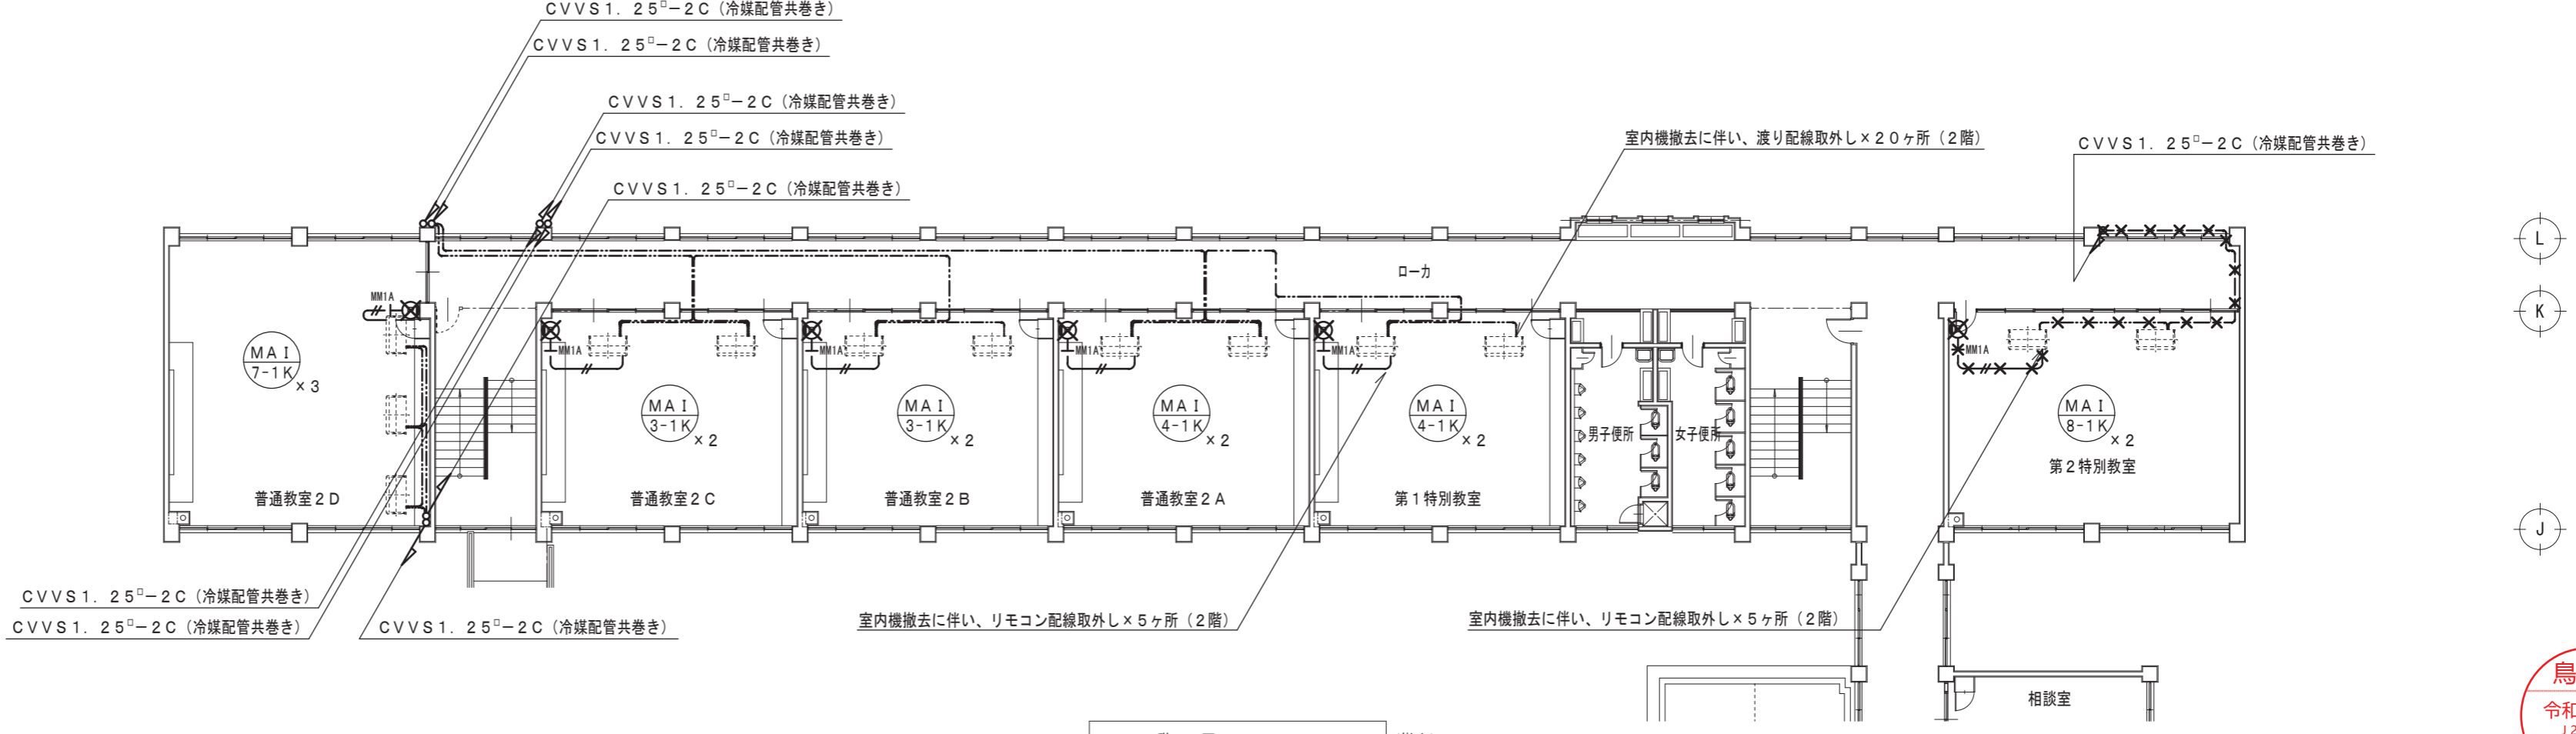 CVVS1.25□-2C(冷媒配管共巻き)
CVVS1.25□-2C(冷媒配管共巻き)
CVVS1.25□-2C(冷媒配管共巻き)
CVVS1.25□-2C(冷媒配管共巻き)
CVVS1.25□-2C(冷媒配管共巻き)
室内機撤去に伴い、渡り配線取外し×20ヶ所(2階)
CVVS1.25□-2C(冷媒配管共巻き)
L
ローカ
K
MM1A
MM1A
MM1A
MM1A
MM1A
MM1A
MAI
7-1K
×3
MAI
3-1K
×2
MAI
3-1K
×2
MAI
4-1K
×2
MAI
4-1K
×2
MAI
8-1K
×2
男子便所
女子便所
第2特別教室
普通教室2D
普通教室2C
普通教室2B
普通教室2A
第1特別教室
J
CVVS1.25□-2C(冷媒配管共巻き)
CVVS1.25□-2C(冷媒配管共巻き)
CVVS1.25□-2C(冷媒配管共巻き)
室内機撤去に伴い、リモコン配線取外し×5ヶ所(2階)
室内機撤去に伴い、リモコン配線取外し×5ヶ所(2階)
相談室
鳥
令和